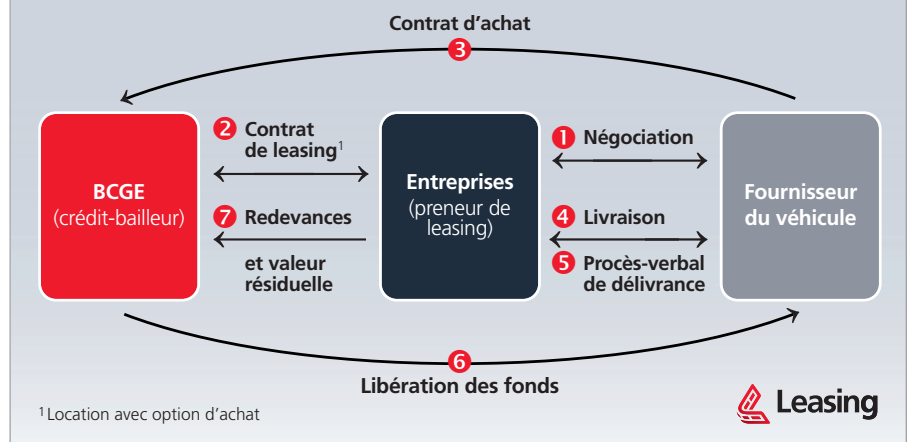 Contrat d’achat
3
2 Contrat
de leasing¹
1 Négociation
BCGE
(crédit-bailleur)
Entreprises
(preneur de
leasing)
Fournisseur
du véhicule
7 Redevances
et valeur
résiduelle
4 Livraison
5 Procès-verbal
de délivrance
6
Libération des fonds
¹ Location avec option d’achat
Leasing